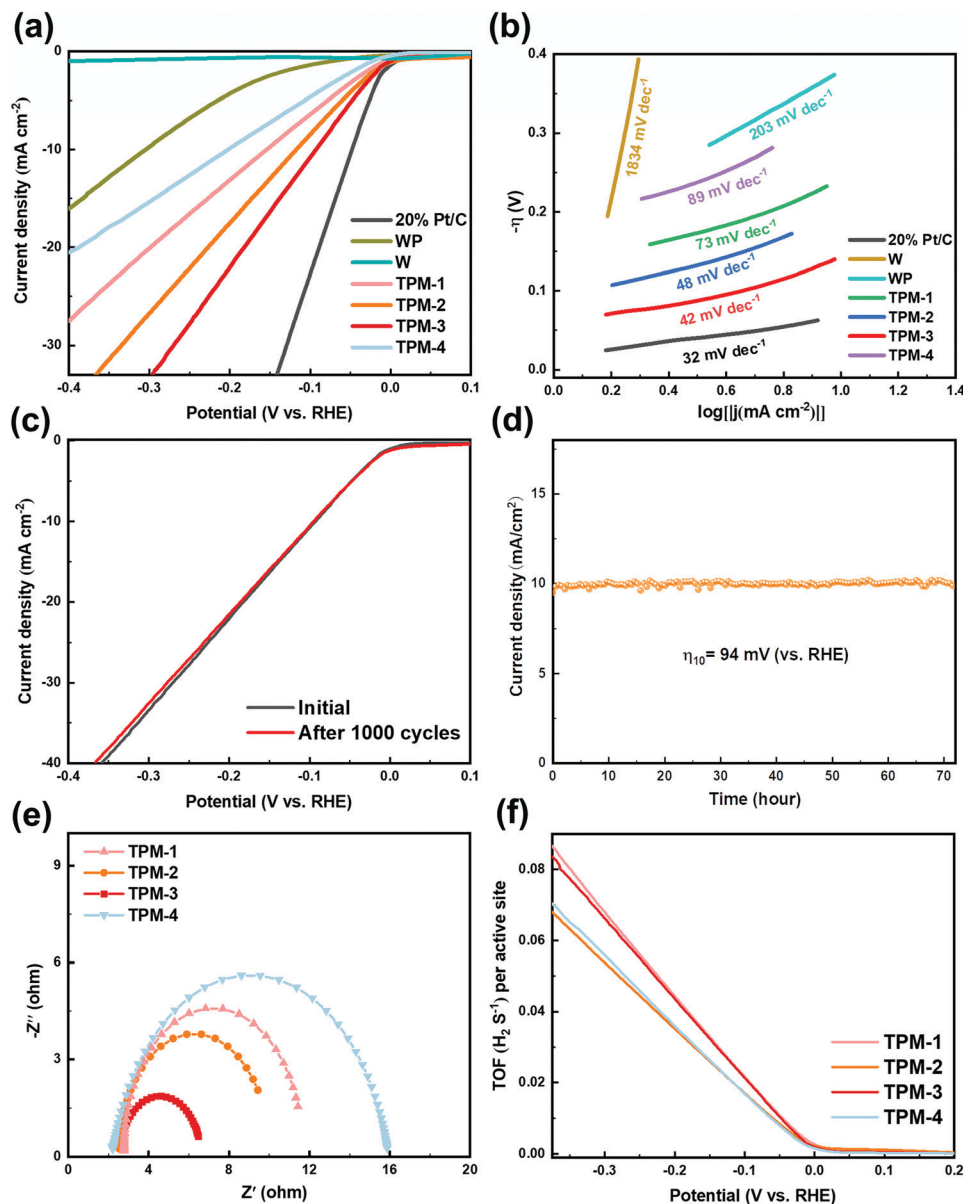 (a)
0
-10
-20
-30
Current density (mA cm⁻²)
20% Pt/C
WP
W
TPM-1
TPM-2
TPM-3
TPM-4
-0.4 -0.3 -0.2 -0.1 0.0 0.1
Potential (V vs. RHE)
(b)
-0.4
0.3
0.2
0.1
0.0
-η (V)
1834 mV dec⁻¹
203 mV dec⁻¹
89 mV dec⁻¹
73 mV dec⁻¹
48 mV dec⁻¹
42 mV dec⁻¹
32 mV dec⁻¹
20% Pt/C
W
WP
TPM-1
TPM-2
TPM-3
TPM-4
0.0 0.2 0.4 0.6 0.8 1.0 1.2 1.4
log[|j(mA cm⁻²)|]
(c)
0
-10
-20
-30
-40
Current density (mA cm⁻²)
Initial
After 1000 cycles
-0.4 -0.3 -0.2 -0.1 0.0 0.1
Potential (V vs. RHE)
(d)
15
10
5
0
Current density (mA/cm²)
η₁₀= 94 mV (vs. RHE)
0 10 20 30 40 50 60 70
Time (hour)
(e)
9
6
3
0
-Z″ (ohm)
TPM-1
TPM-2
TPM-3
TPM-4
0 4 8 12 16 20
Z′ (ohm)
(f)
0.08
0.06
0.04
0.02
0.00
TOF (H₂ S⁻¹) per active site
TPM-1
TPM-2
TPM-3
TPM-4
-0.3 -0.2 -0.1 0.0 0.1 0.2
Potential (V vs. RHE)